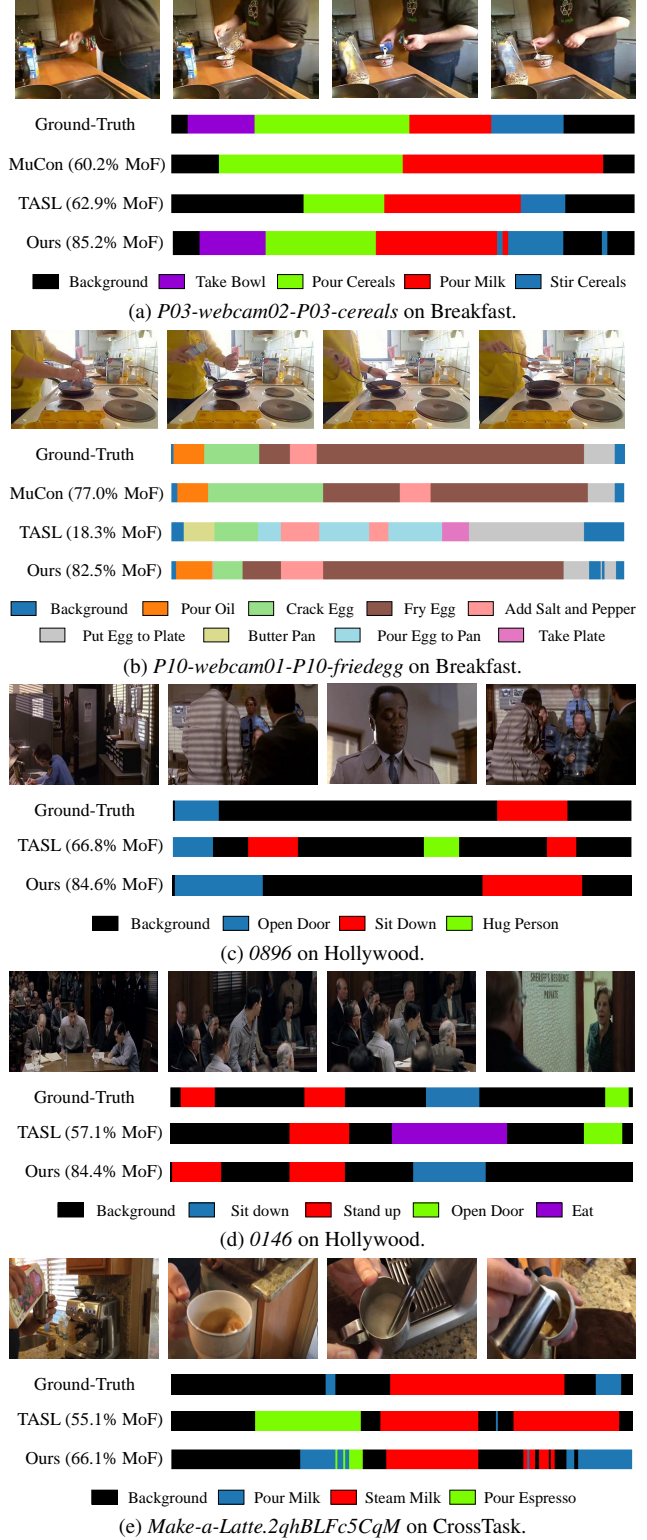 Ground-Truth
MuCon (60.2% MoF)
TASL (62.9% MoF)
Ours (85.2% MoF)
Background Take Bowl Pour Cereals Pour Milk Stir Cereals
(a) P03-webcam02-P03-cereals on Breakfast.
Ground-Truth
MuCon (77.0% MoF)
TASL (18.3% MoF)
Ours (82.5% MoF)
Background Pour Oil Crack Egg Fry Egg Add Salt and Pepper
Put Egg to Plate Butter Pan Pour Egg to Pan Take Plate
(b) P10-webcam01-P10-friedegg on Breakfast.
Ground-Truth
TASL (66.8% MoF)
Ours (84.6% MoF)
Background Open Door Sit Down Hug Person
(c) 0896 on Hollywood.
SHERIFF'S RESIDENCE
PRIVATE
Ground-Truth
TASL (57.1% MoF)
Ours (84.4% MoF)
Background Sit down Stand up Open Door Eat
(d) 0146 on Hollywood.
Ground-Truth
TASL (55.1% MoF)
Ours (66.1% MoF)
Background Pour Milk Steam Milk Pour Espresso
(e) Make-a-Latte.2qhBLFc5CqM on CrossTask.